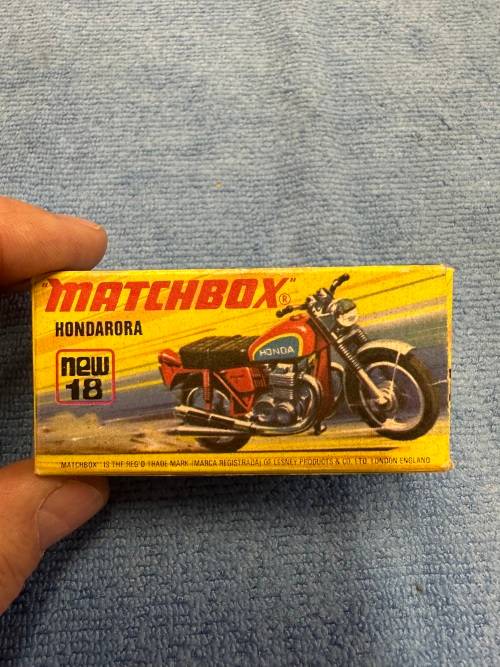 "MATCHBOX"®
HONDARORA
new
18
HONDA
"MATCHBOX" IS THE REG'D TRADE MARK (MARCA REGISTRADA) OF LESNEY PRODUCTS & CO. LTD. LONDON ENGLAND